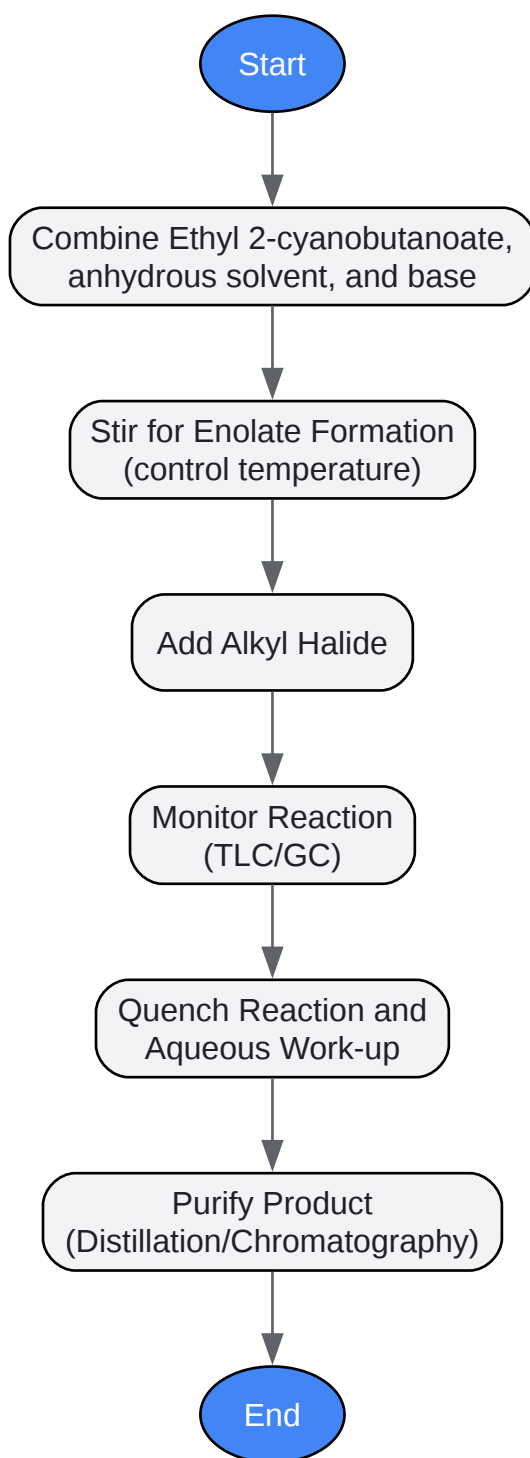 Start
Combine Ethyl 2-cyanobutanoate,
anhydrous solvent, and base
Stir for Enolate Formation
(control temperature)
Add Alkyl Halide
Monitor Reaction
(TLC/GC)
Quench Reaction and
Aqueous Work-up
Purify Product
(Distillation/Chromatography)
End